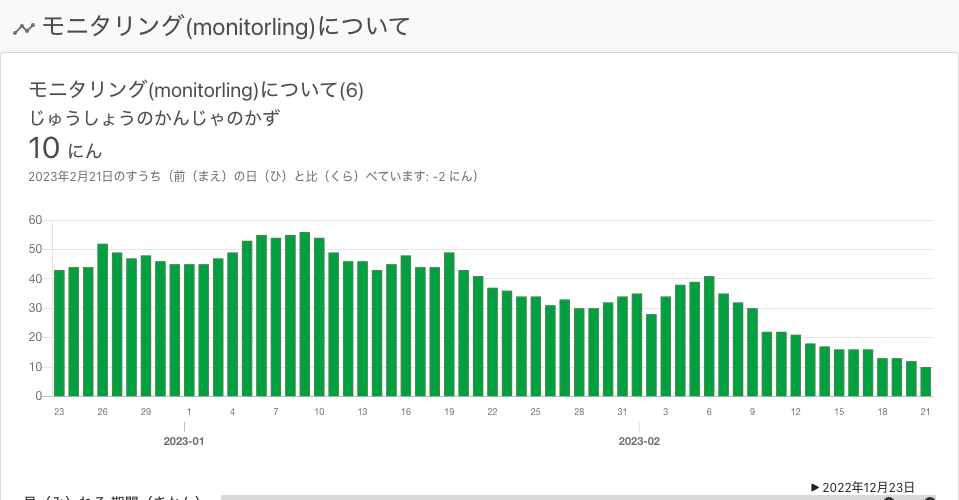 モニタリング(monitorling)について
モニタリング(monitorling)について(6)
じゅうしょうのかんじゃのかず
10 にん
2023年2月21日のすうち（前（まえ）の日（ひ）と比（くら）べています: -2 にん）
60
50
40
30
20
10
0
23 26 29 1 4 7 10 13 16 19 22 25 28 31 3 6 9 12 15 18 21
2023-01 2023-02
2022年12月23日